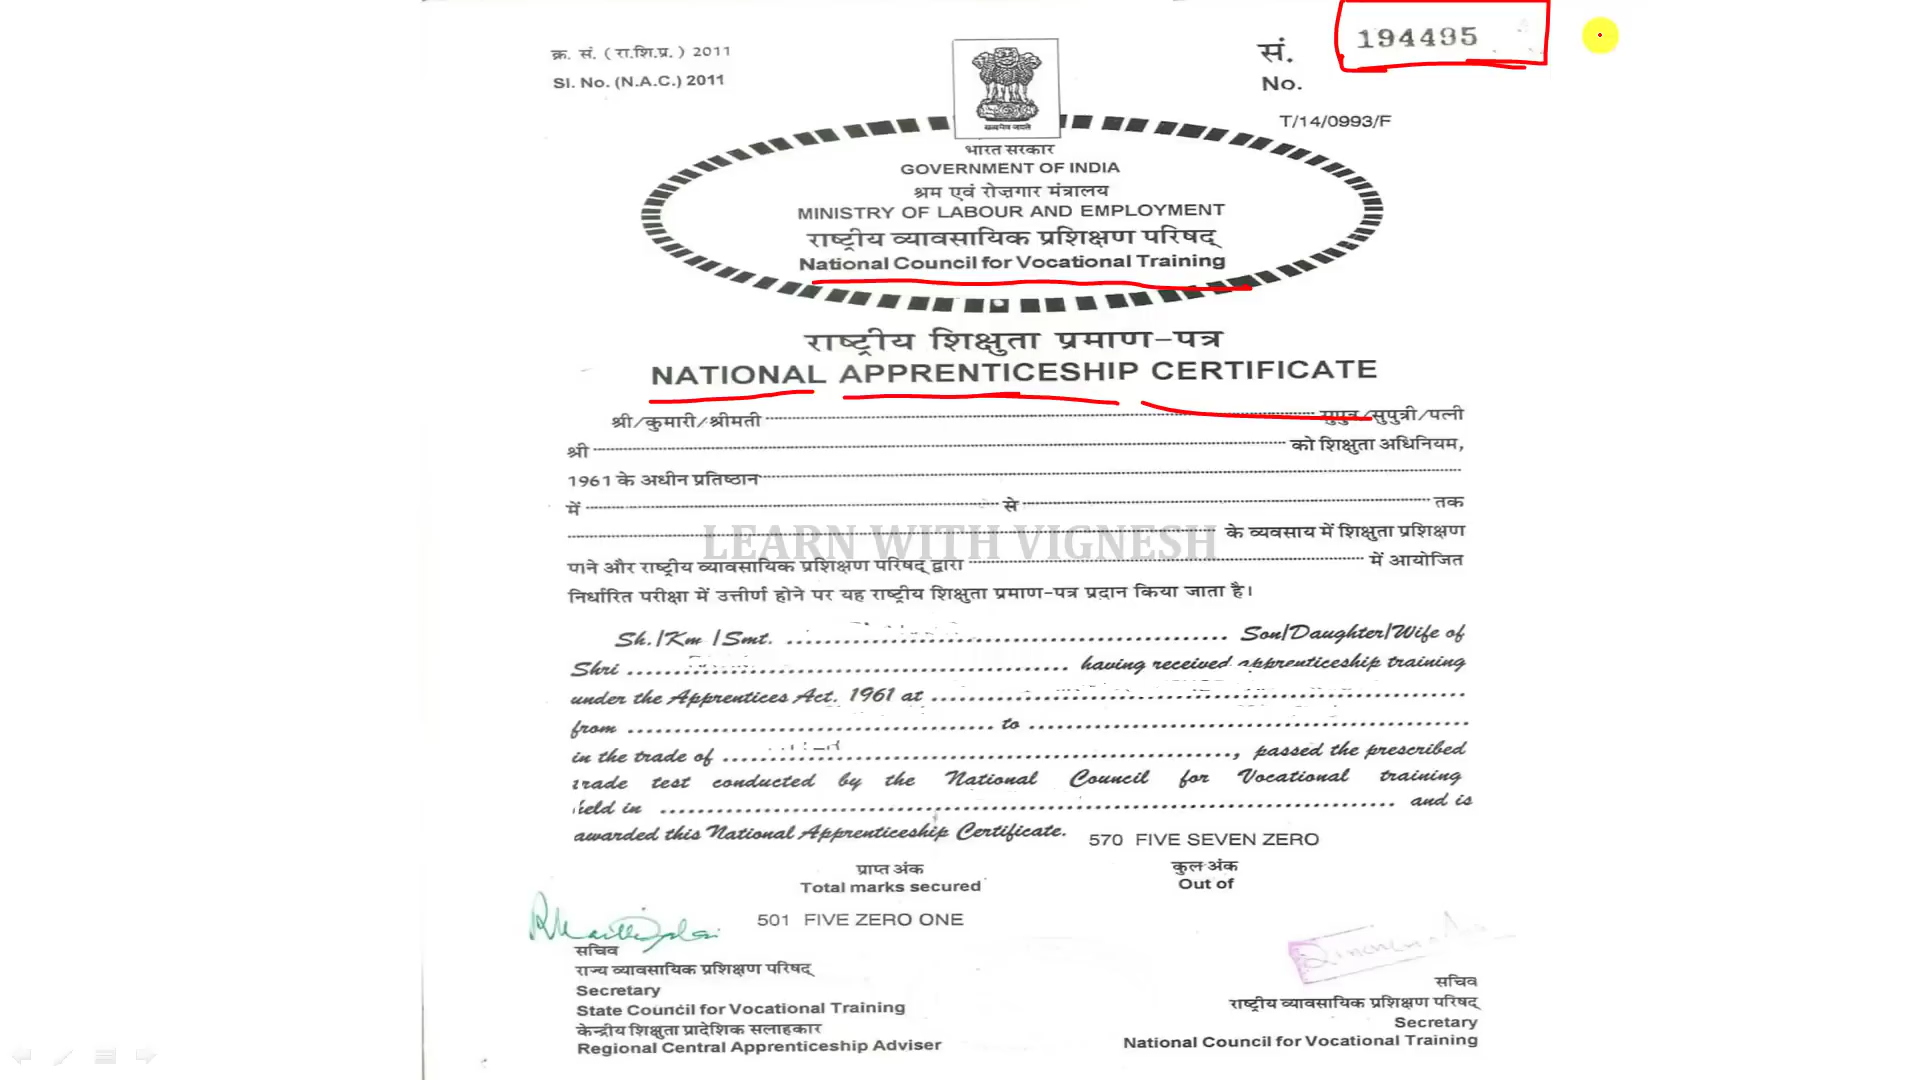 क्र. सं. ( रा.शि.प्र. ) 2011
Sl. No. (N.A.C.) 2011
सं. 194495
No.
T/14/0993/F
सत्यमेव जयते
भारत सरकार
GOVERNMENT OF INDIA
श्रम एवं रोज़गार मंत्रालय
MINISTRY OF LABOUR AND EMPLOYMENT
राष्ट्रीय व्यावसायिक प्रशिक्षण परिषद्
National Council for Vocational Training
राष्ट्रीय शिक्षुता प्रमाण-पत्र
NATIONAL APPRENTICESHIP CERTIFICATE
श्री/कुमारी/श्रीमती सुपुत्र/सुपुत्री/पत्नी
श्री को शिक्षुता अधिनियम,
1961 के अधीन प्रतिष्ठान
में से तक
LEARN WITH VIGNESH
के व्यवसाय में शिक्षुता प्रशिक्षण
पाने और राष्ट्रीय व्यावसायिक प्रशिक्षण परिषद् द्वारा में आयोजित
निर्धारित परीक्षा में उत्तीर्ण होने पर यह राष्ट्रीय शिक्षुता प्रमाण-पत्र प्रदान किया जाता है।
Sh./Km /Smt. Son/Daughter/Wife of
Shri having received apprenticeship training
under the Apprentices Act. 1961 at
from to
in the trade of , passed the prescribed
trade test conducted by the National Council for Vocational training
held in and is
awarded this National Apprenticeship Certificate.
570 FIVE SEVEN ZERO
प्राप्त अंक कुल अंक
Total marks secured Out of
501 FIVE ZERO ONE
सचिव
राज्य व्यावसायिक प्रशिक्षण परिषद्
Secretary
State Council for Vocational Training
केन्द्रीय शिक्षुता प्रादेशिक सलाहकार
Regional Central Apprenticeship Adviser
सचिव
राष्ट्रीय व्यावसायिक प्रशिक्षण परिषद्
Secretary
National Council for Vocational Training